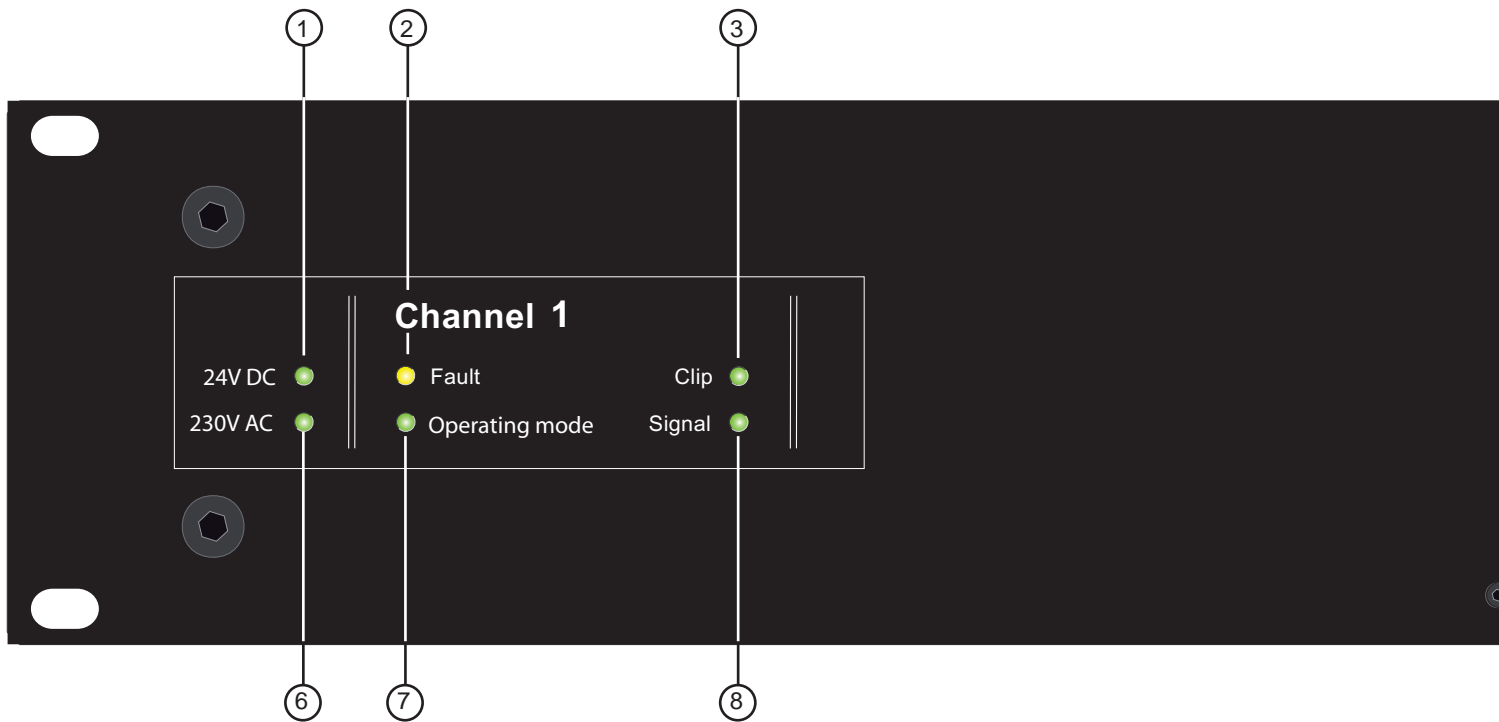 1 2 3
Channel 1
24V DC Fault Clip
230V AC Operating mode Signal
6 7 8